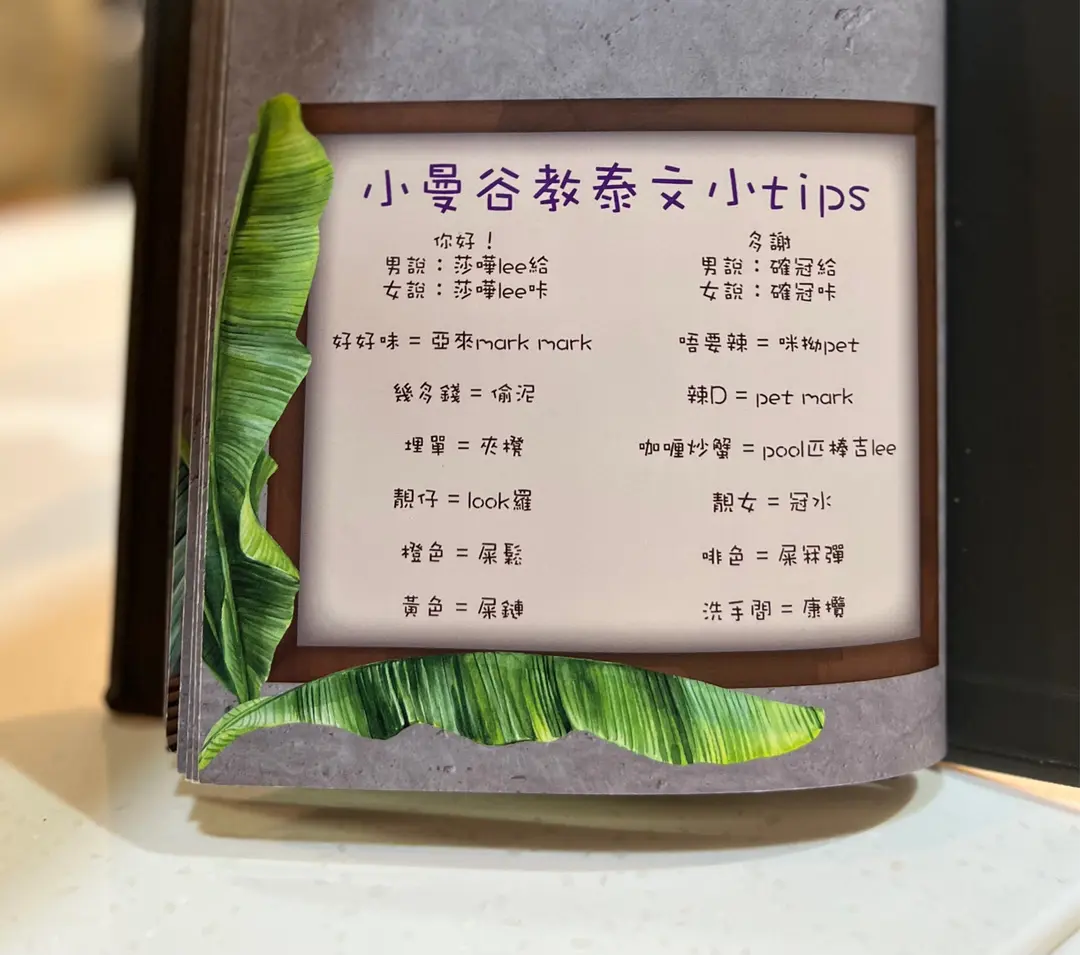 小曼谷教泰文小tips
你好！
男說：莎嘩lee給
女說：莎嘩lee咔
多謝
男說：確冠給
女說：確冠咔
好好味 = 亞來mark mark
唔要辣 = 咪拗pet
幾多錢 = 偷泥
辣D = pet mark
埋單 = 夾櫈
咖喱炒蟹 = pool匹棒吉lee
靚仔 = look羅
靚女 = 冠水
橙色 = 屎鬆
啡色 = 屎冧彈
黃色 = 屎鏈
洗手間 = 康攬